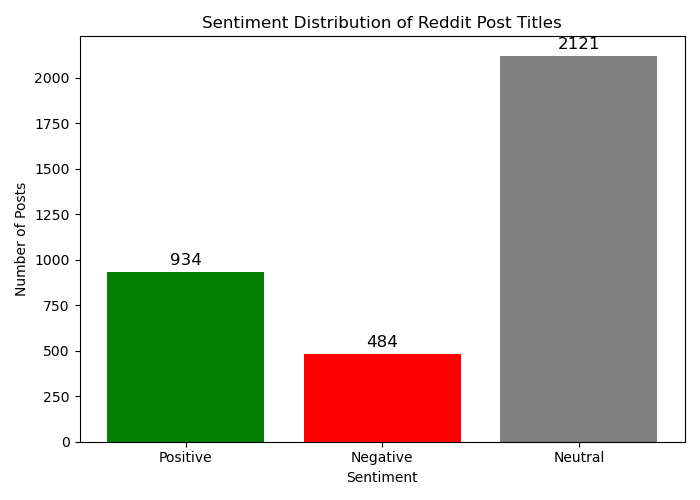 Sentiment Distribution of Reddit Post Titles
2121
2000
1750
1500
1250
1000
934
750
500
484
250
0
Number of Posts
Positive
Negative
Neutral
Sentiment